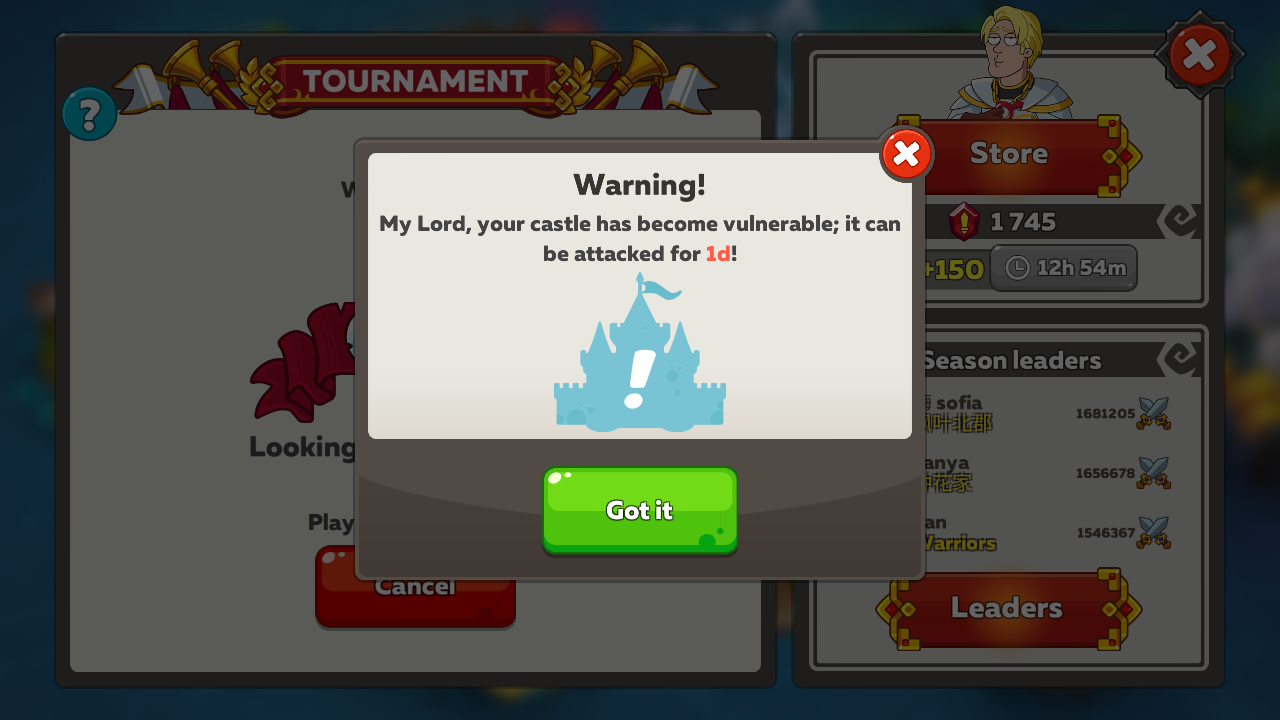 TOURNAMENT
?
Store
1 745
+150
12h 54m
Warning!
My Lord, your castle has become vulnerable; it can
be attacked for 1d!
!
Got it
Looking
Play
Cancel
Season leaders
sofia
叶北郡
1681205
anya
花家
1656678
an
Warriors
1546367
Leaders